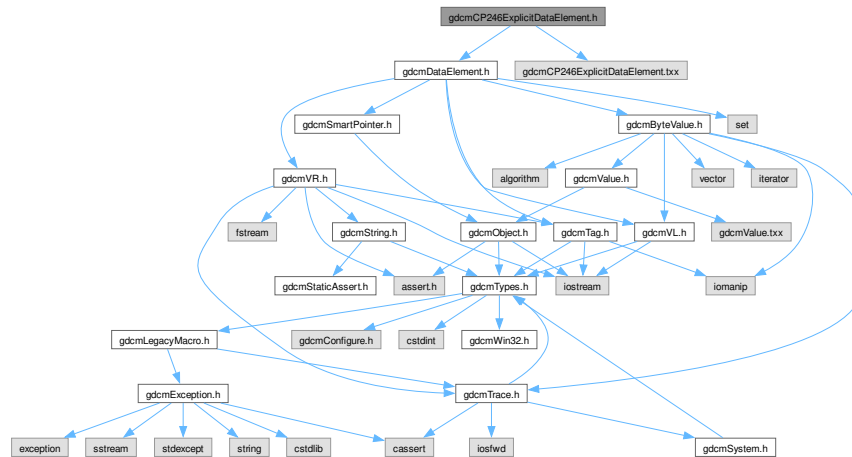 gdcmCP246ExplicitDataElement.h
gdcmDataElement.h
gdcmCP246ExplicitDataElement.txx
gdcmSmartPointer.h
gdcmByteValue.h
set
gdcmVR.h
algorithm
gdcmValue.h
vector
iterator
fstream
gdcmString.h
gdcmObject.h
gdcmTag.h
gdcmVL.h
gdcmValue.txx
gdcmStaticAssert.h
assert.h
gdcmTypes.h
iostream
iomanip
gdcmLegacyMacro.h
gdcmConfigure.h
cstdint
gdcmWin32.h
gdcmException.h
gdcmTrace.h
exception
sstream
stdexcept
string
cstdlib
cassert
iosfwd
gdcmSystem.h